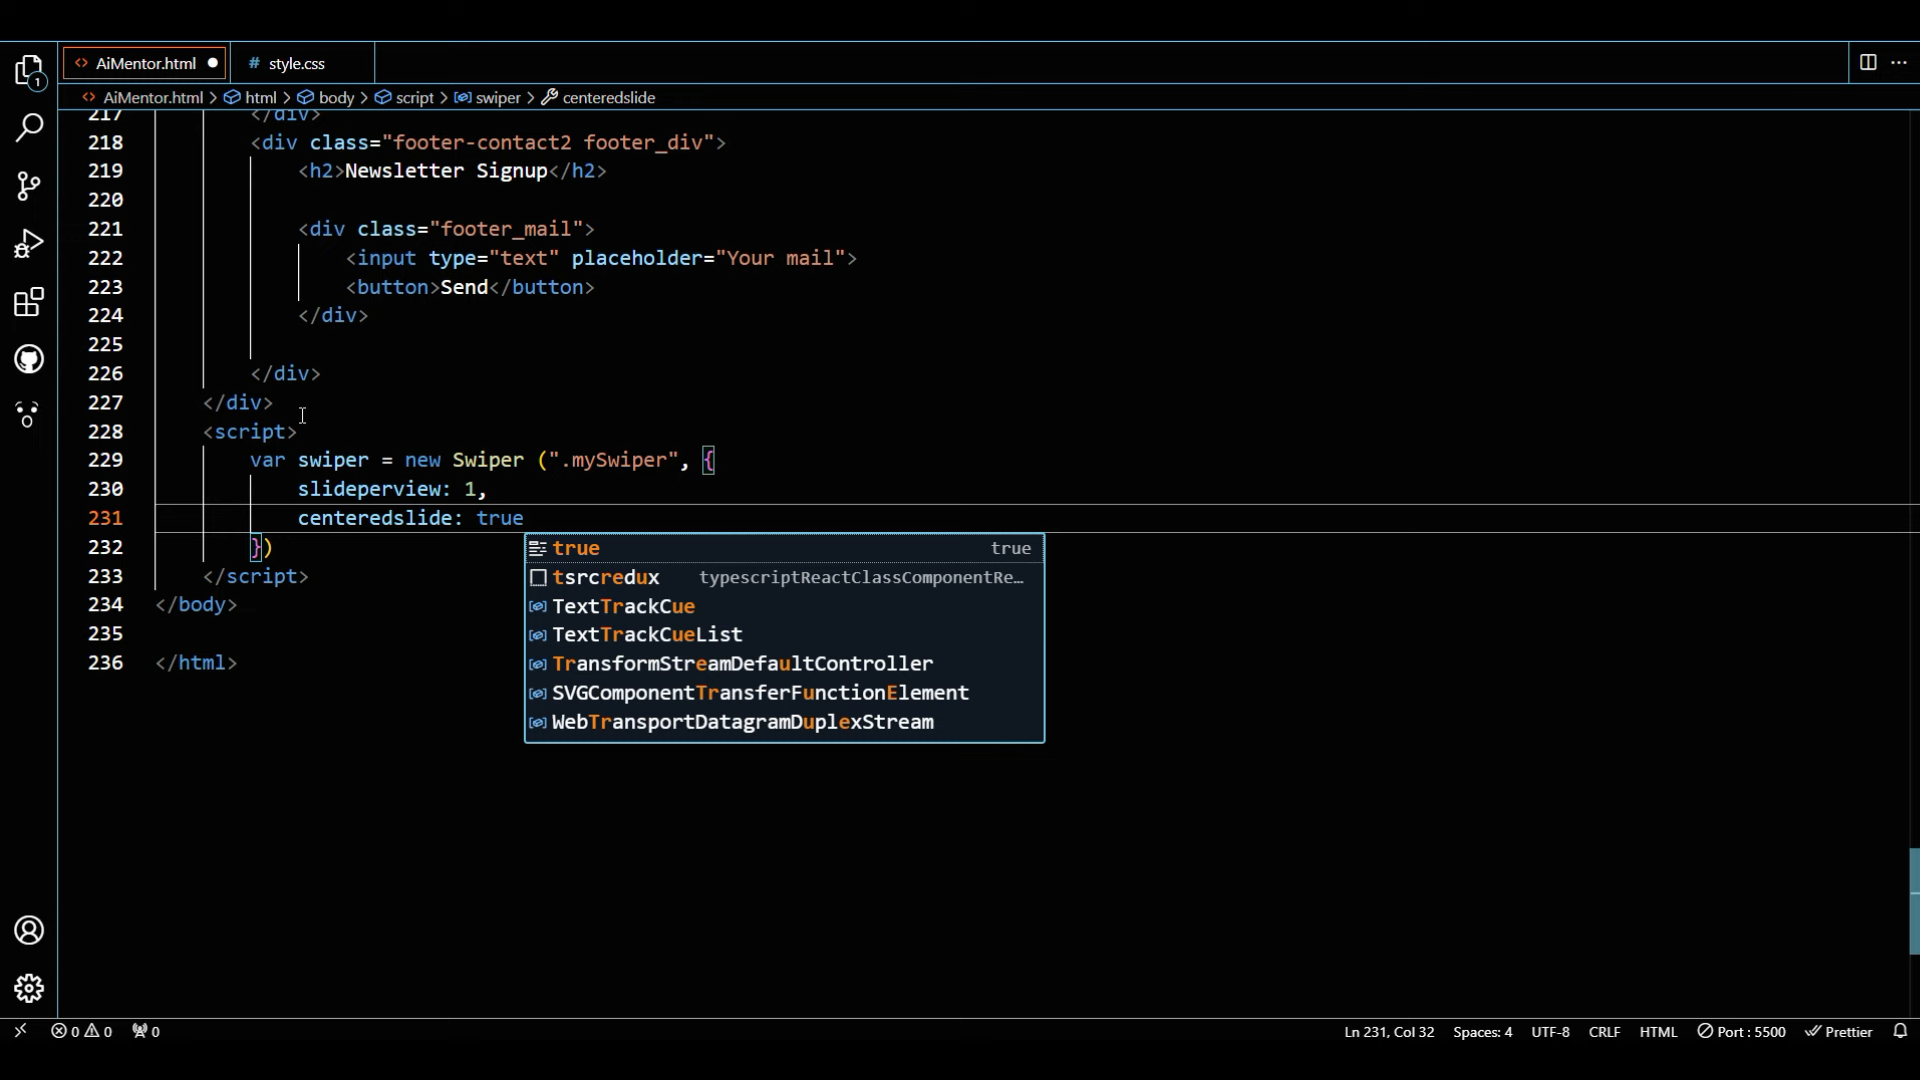 AiMentor.html
# style.css
1
AiMentor.html > html > body > script > swiper > centeredslide
217 </div>
218 <div class="footer-contact2 footer_div">
219 <h2>Newsletter Signup</h2>
220
221 <div class="footer_mail">
222 <input type="text" placeholder="Your mail">
223 <button>Send</button>
224 </div>
225
226 </div>
227 </div>
228 <script>
229 var swiper = new Swiper (".mySwiper", {
230 slideperview: 1,
231 centeredslide: true
232 })
233 </script>
234 </body>
235
236 </html>
true true
tsrcredux typescriptReactClassComponentRe…
TextTrackCue
TextTrackCueList
TransformStreamDefaultController
SVGComponentTransferFunctionElement
WebTransportDatagramDuplexStream
0 0 0 Ln 231, Col 32 Spaces: 4 UTF-8 CRLF HTML Port : 5500 Prettier